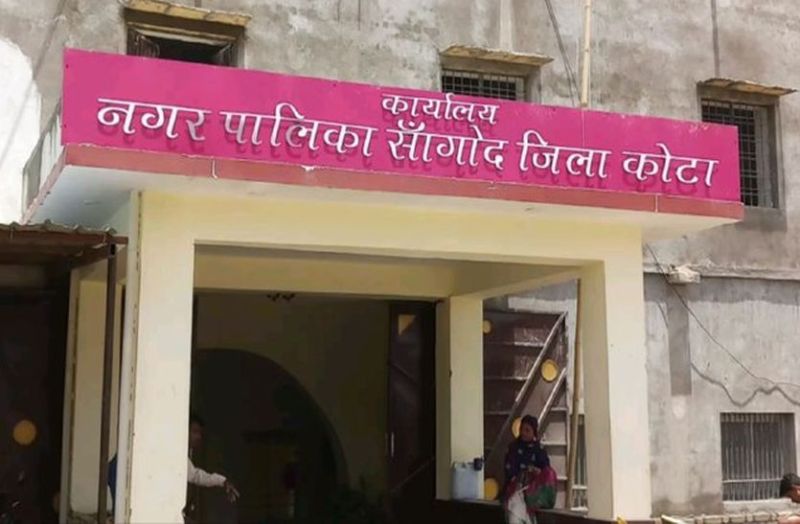 कार्यालय
नगर पालिका सांँगोद जिला कोटा